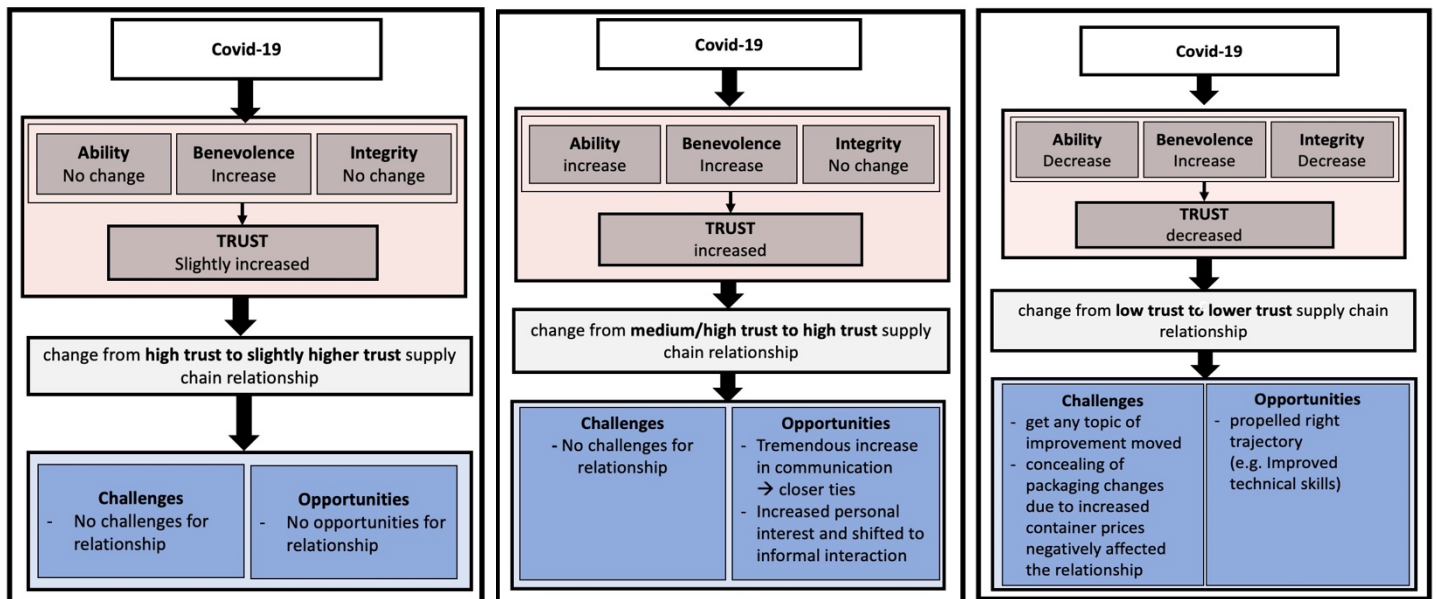 Covid-19
Ability
No change
Benevolence
Increase
Integrity
No change
TRUST
Slightly increased
change from high trust to slightly higher trust supply
chain relationship
Challenges
- No challenges for
relationship
Opportunities
- No opportunities for
relationship
Covid-19
Ability
increase
Benevolence
Increase
Integrity
No change
TRUST
increased
change from medium/high trust to high trust supply
chain relationship
Challenges
- No challenges for
relationship
Opportunities
- Tremendous increase
in communication
→ closer ties
- Increased personal
interest and shifted to
informal interaction
Covid-19
Ability
Decrease
Benevolence
Increase
Integrity
Decrease
TRUST
decreased
change from low trust to lower trust supply chain
relationship
Challenges
- get any topic of
improvement moved
- concealing of
packaging changes
due to increased
container prices
negatively affected
the relationship
Opportunities
- propelled right
trajectory
(e.g. Improved
technical skills)